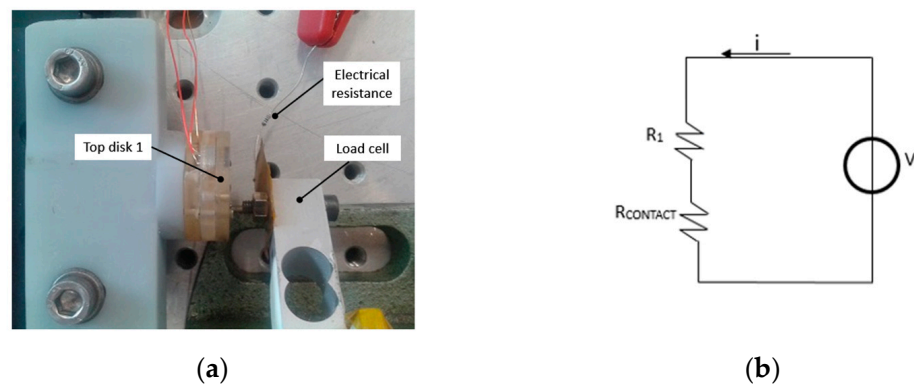 Electrical
resistance
Top disk 1
Load cell
i
R1
RCONTACT
V
(a)
(b)